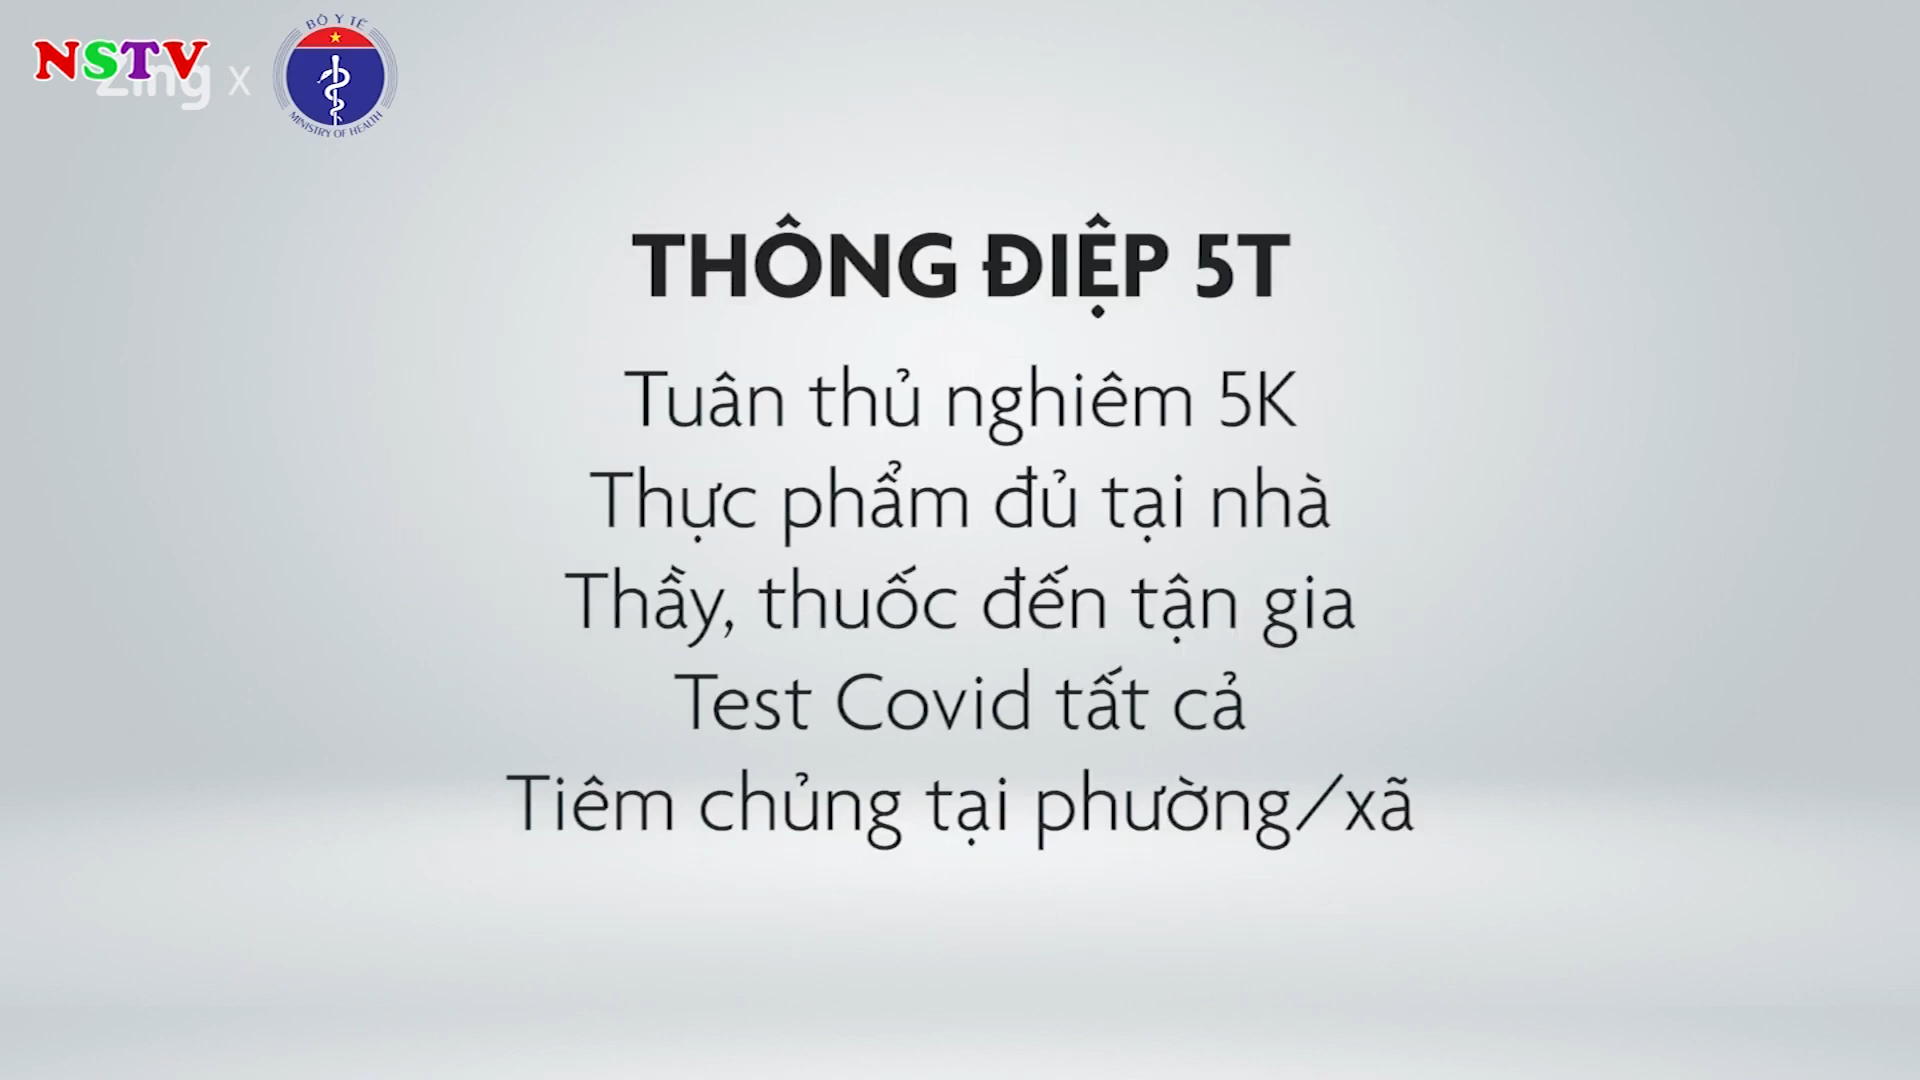 NSTV
Zing X
BỘ Y TẾ
MINISTRY OF HEALTH
THÔNG ĐIỆP 5T
Tuân thủ nghiêm 5K
Thực phẩm đủ tại nhà
Thầy, thuốc đến tận gia
Test Covid tất cả
Tiêm chủng tại phường/xã